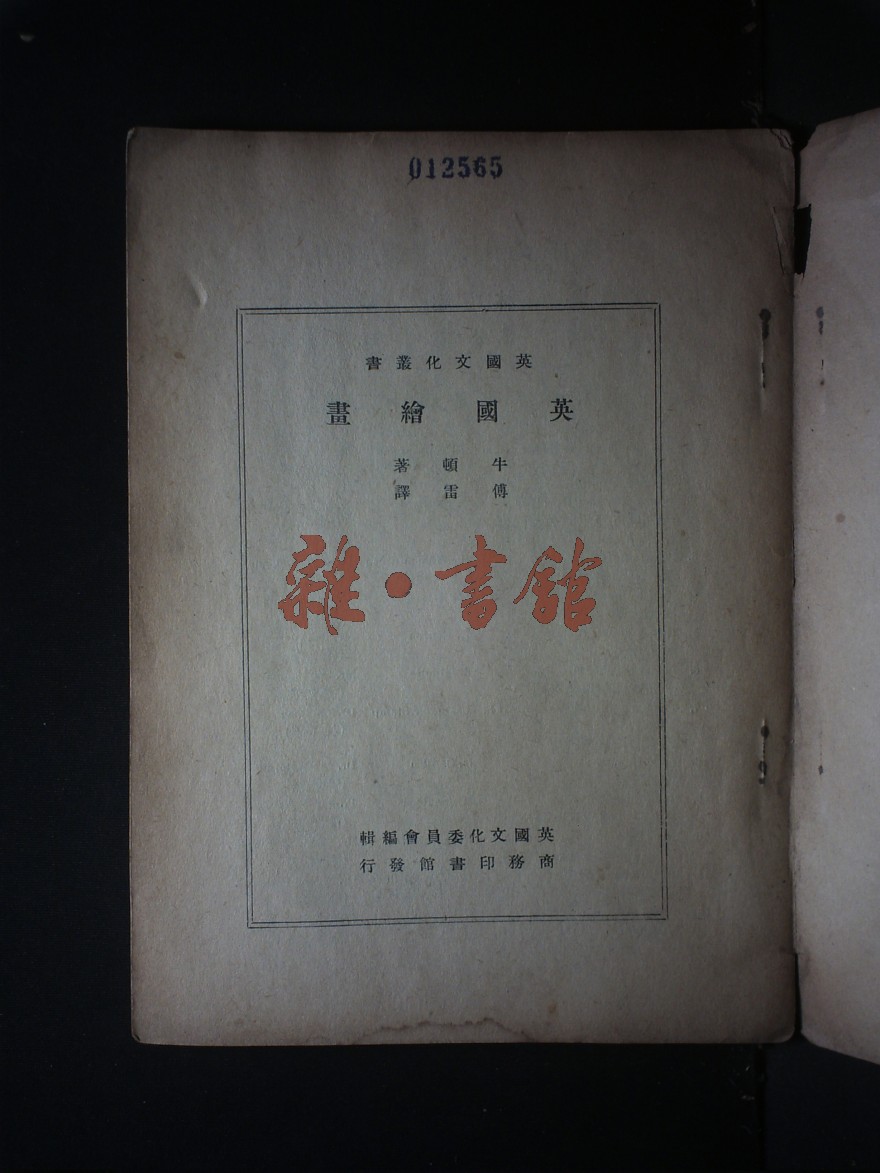 012565
英國文化叢書
英國繪畫
牛頓著
傅雷譯
雜·書館
英國文化委員會編輯
商務印書館發行